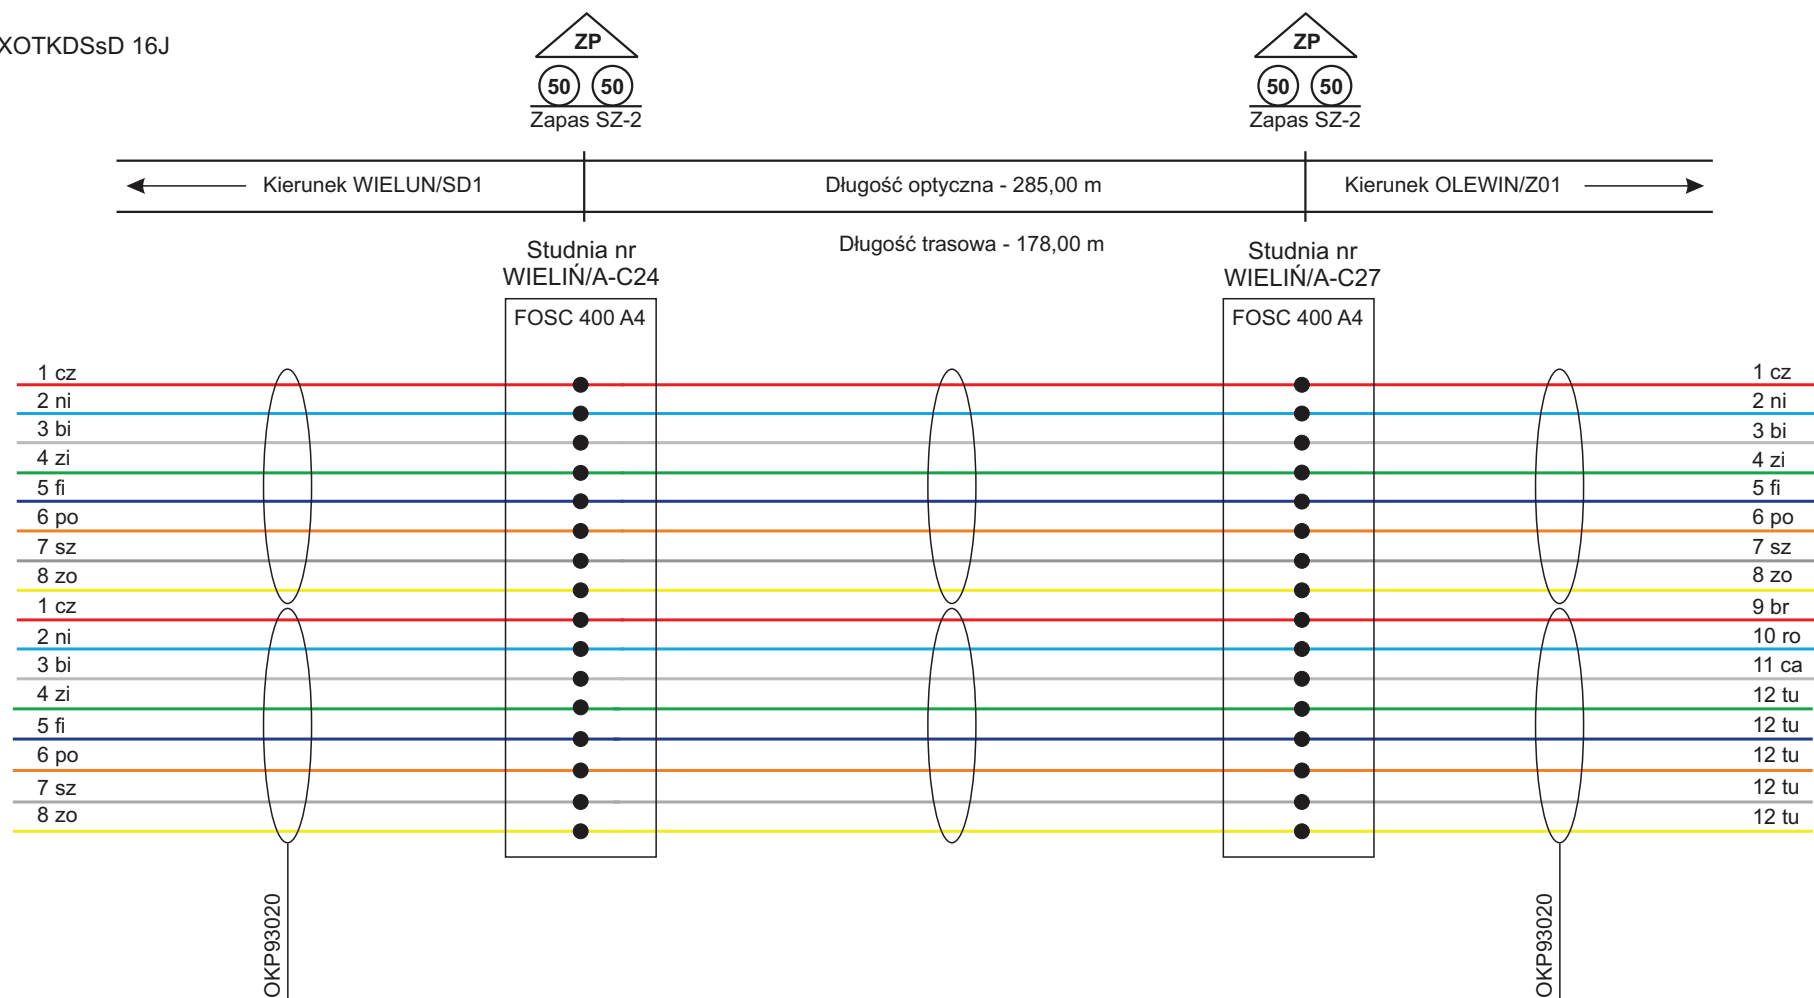 XOTKDSsD 16J
ZP
50 50
Zapas SZ-2
ZP
50 50
Zapas SZ-2
Kierunek WIELUN/SD1
Długość optyczna - 285,00 m
Kierunek OLEWIN/Z01
Długość trasowa - 178,00 m
Studnia nr
WIELIŃ/A-C24
FOSC 400 A4
Studnia nr
WIELIŃ/A-C27
FOSC 400 A4
1 cz
2 ni
3 bi
4 zi
5 fi
6 po
7 sz
8 zo
1 cz
2 ni
3 bi
4 zi
5 fi
6 po
7 sz
8 zo
1 cz
2 ni
3 bi
4 zi
5 fi
6 po
7 sz
8 zo
9 br
10 ro
11 ca
12 tu
12 tu
12 tu
12 tu
12 tu
OKP93020
OKP93020